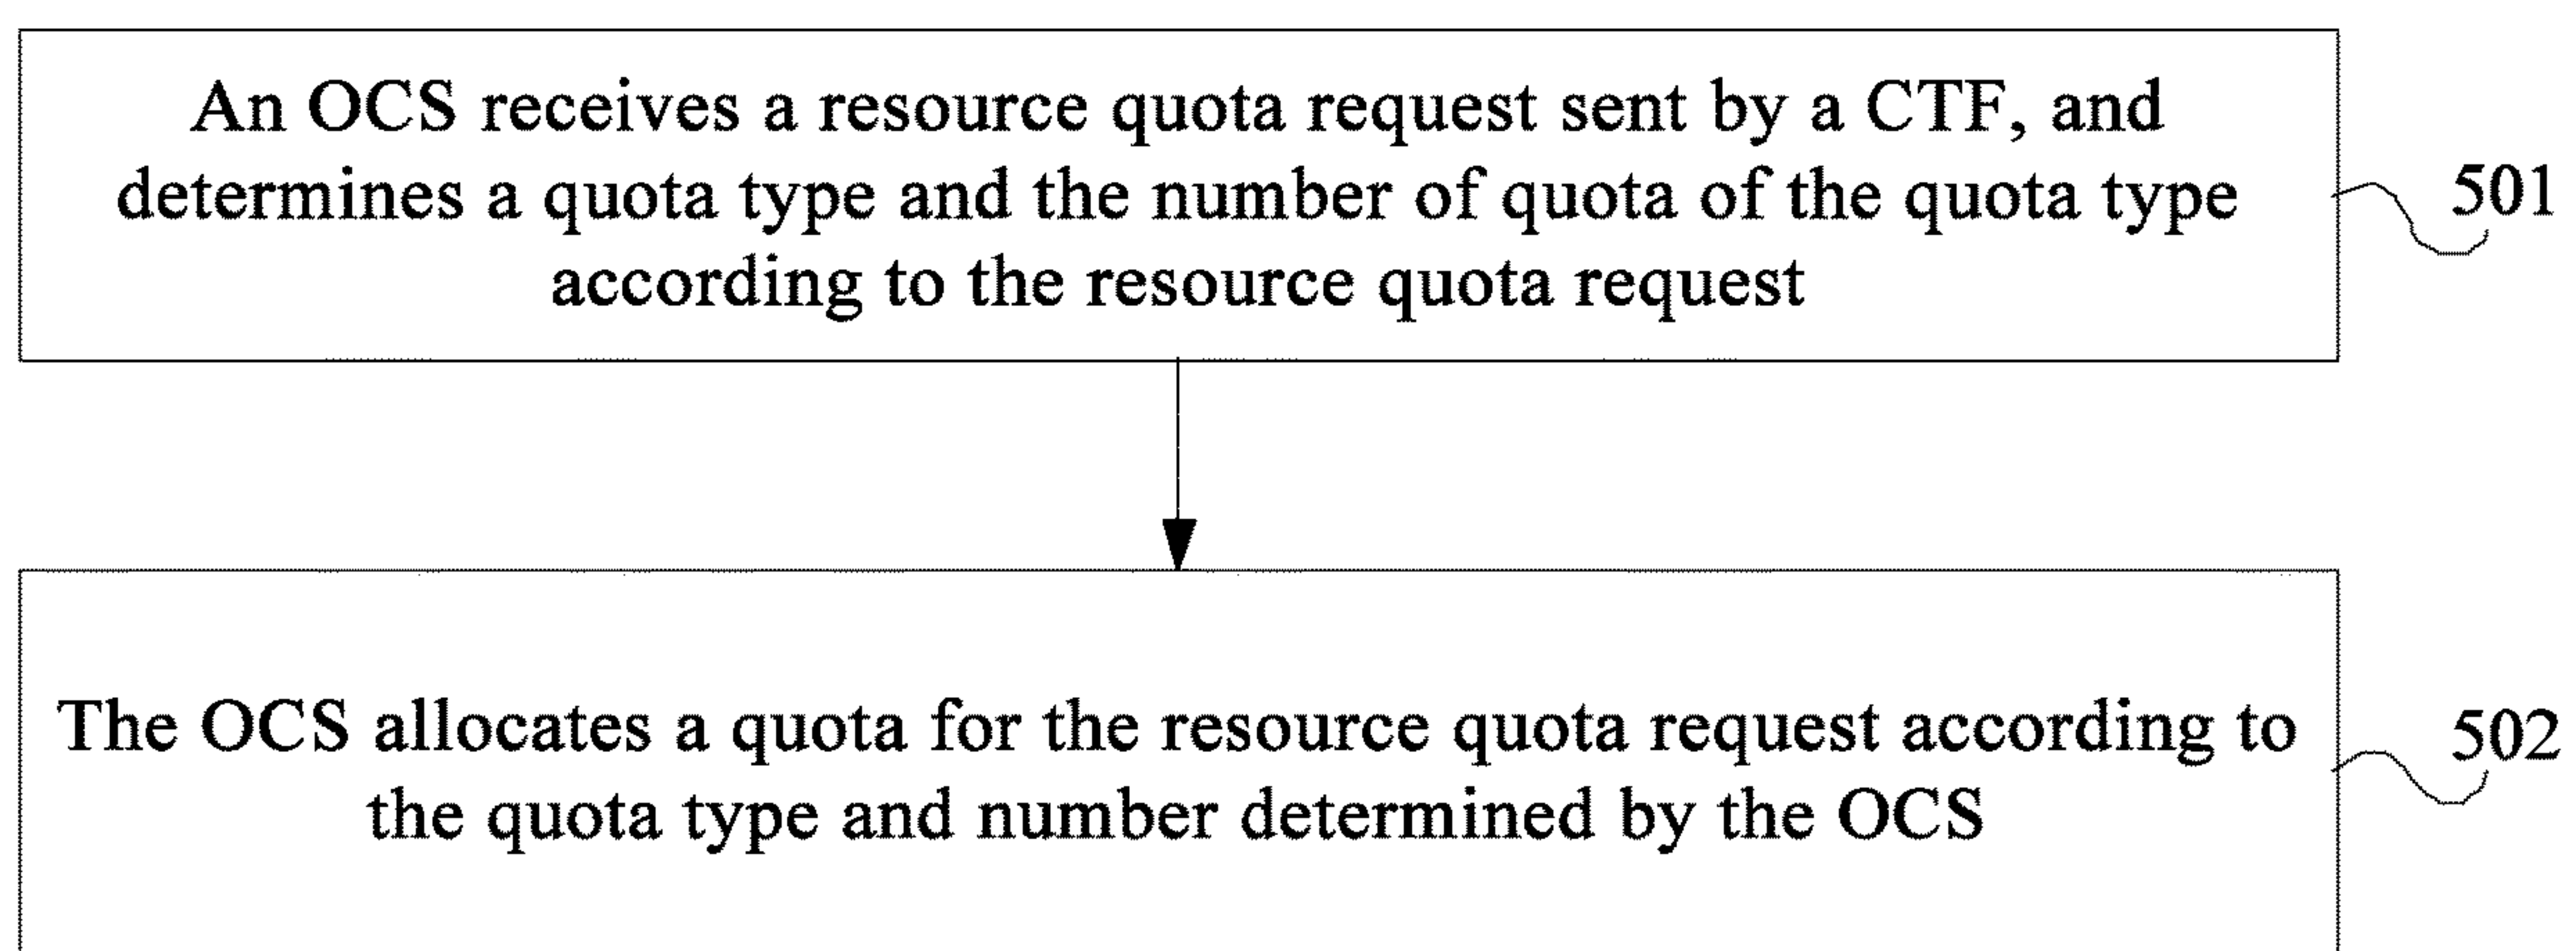 An OCS receives a resource quota request sent by a CTF, and
determines a quota type and the number of quota of the quota type
according to the resource quota request
501
The OCS allocates a quota for the resource quota request according to
the quota type and number determined by the OCS
502